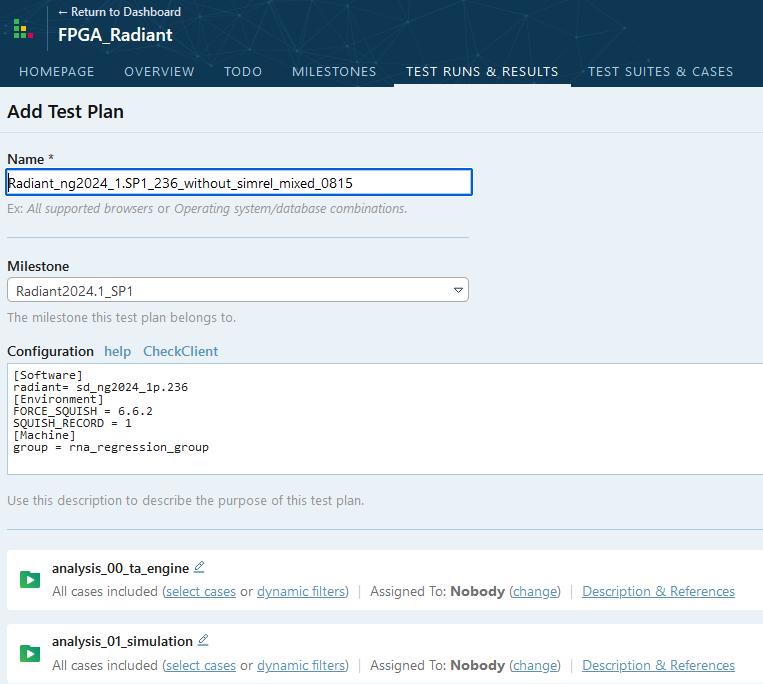 ← Return to Dashboard
FPGA_Radiant
HOMEPAGE OVERVIEW TODO MILESTONES TEST RUNS & RESULTS TEST SUITES & CASES
Add Test Plan
Name *
Radiant_ng2024_1.SP1_236_without_simrel_mixed_0815
Ex: All supported browsers or Operating system/database combinations.
Milestone
Radiant2024.1_SP1
The milestone this test plan belongs to.
Configuration help CheckClient
[Software]
radiant= sd_ng2024_1p.236
[Environment]
FORCE_SQUISH = 6.6.2
SQUISH_RECORD = 1
[Machine]
group = rna_regression_group
Use this description to describe the purpose of this test plan.
analysis_00_ta_engine
All cases included (select cases or dynamic filters) | Assigned To: Nobody (change) | Description & References
analysis_01_simulation
All cases included (select cases or dynamic filters) | Assigned To: Nobody (change) | Description & References